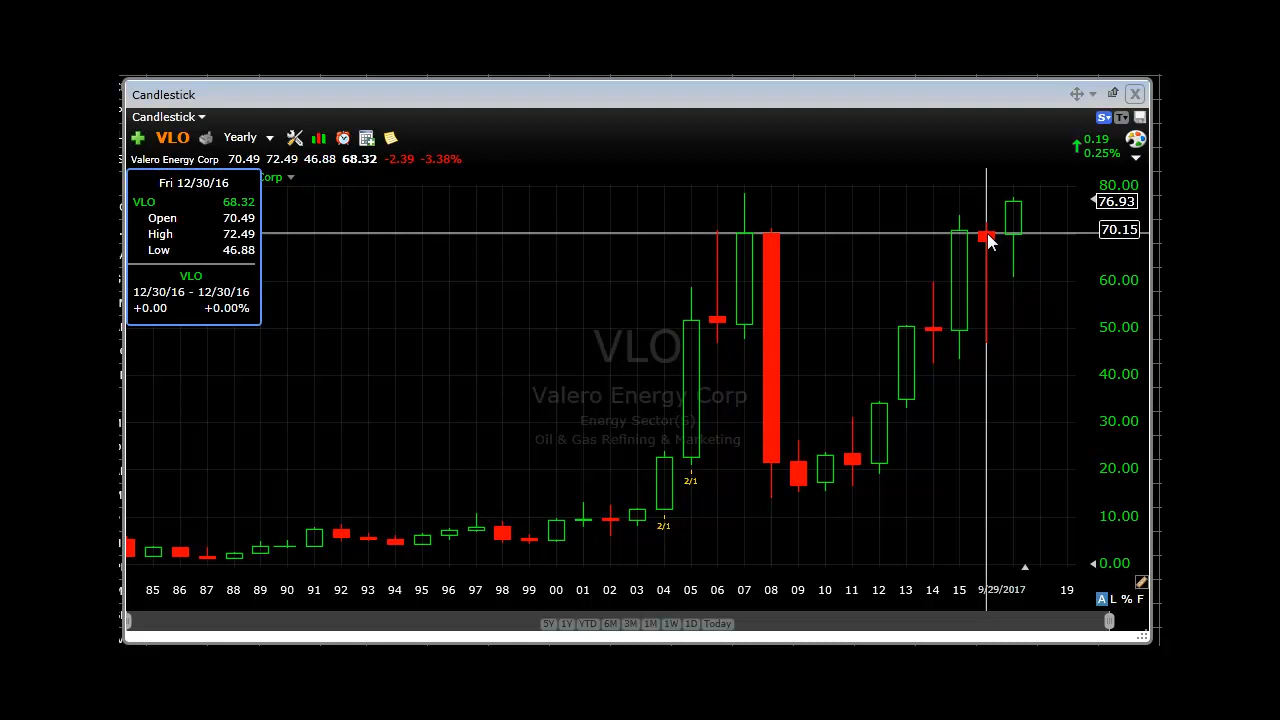 Candlestick
Candlestick
VLO Yearly
Valero Energy Corp 70.49 72.49 46.88 68.32 -2.39 -3.38%
S T
0.19
0.25%
Corp
Fri 12/30/16
VLO 68.32
Open 70.49
High 72.49
Low 46.88
VLO
12/30/16 - 12/30/16
+0.00 +0.00%
80.00
76.93
70.15
60.00
50.00
40.00
30.00
20.00
10.00
0.00
VLO
Valero Energy Corp
Energy Sector(S)
Oil & Gas Refining & Marketing
2/1
2/1
85 86 87 88 89 90 91 92 93 94 95 96 97 98 99 00 01 02 03 04 05 06 07 08 09 10 11 12 13 14 15 9/29/2017 19
A L % F
5Y 1Y YTD 6M 3M 1M 1W 1D Today